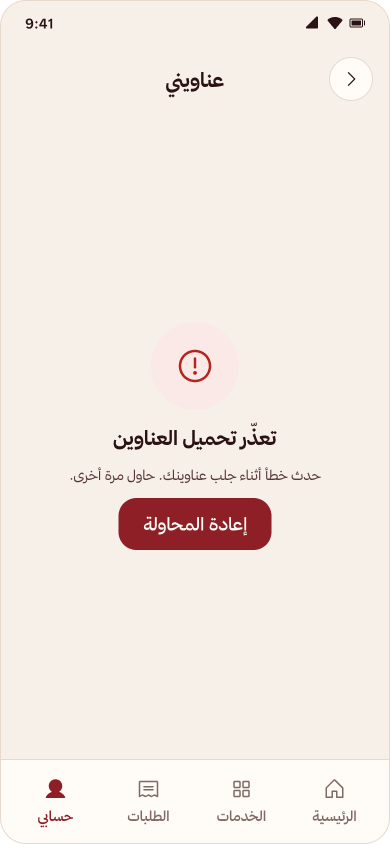 9:41
عناويني
تعذّر تحميل العناوين
حدث خطأ أثناء جلب عناوينك. حاول مرة أخرى.
إعادة المحاولة
الرئيسية
الخدمات
الطلبات
حسابي